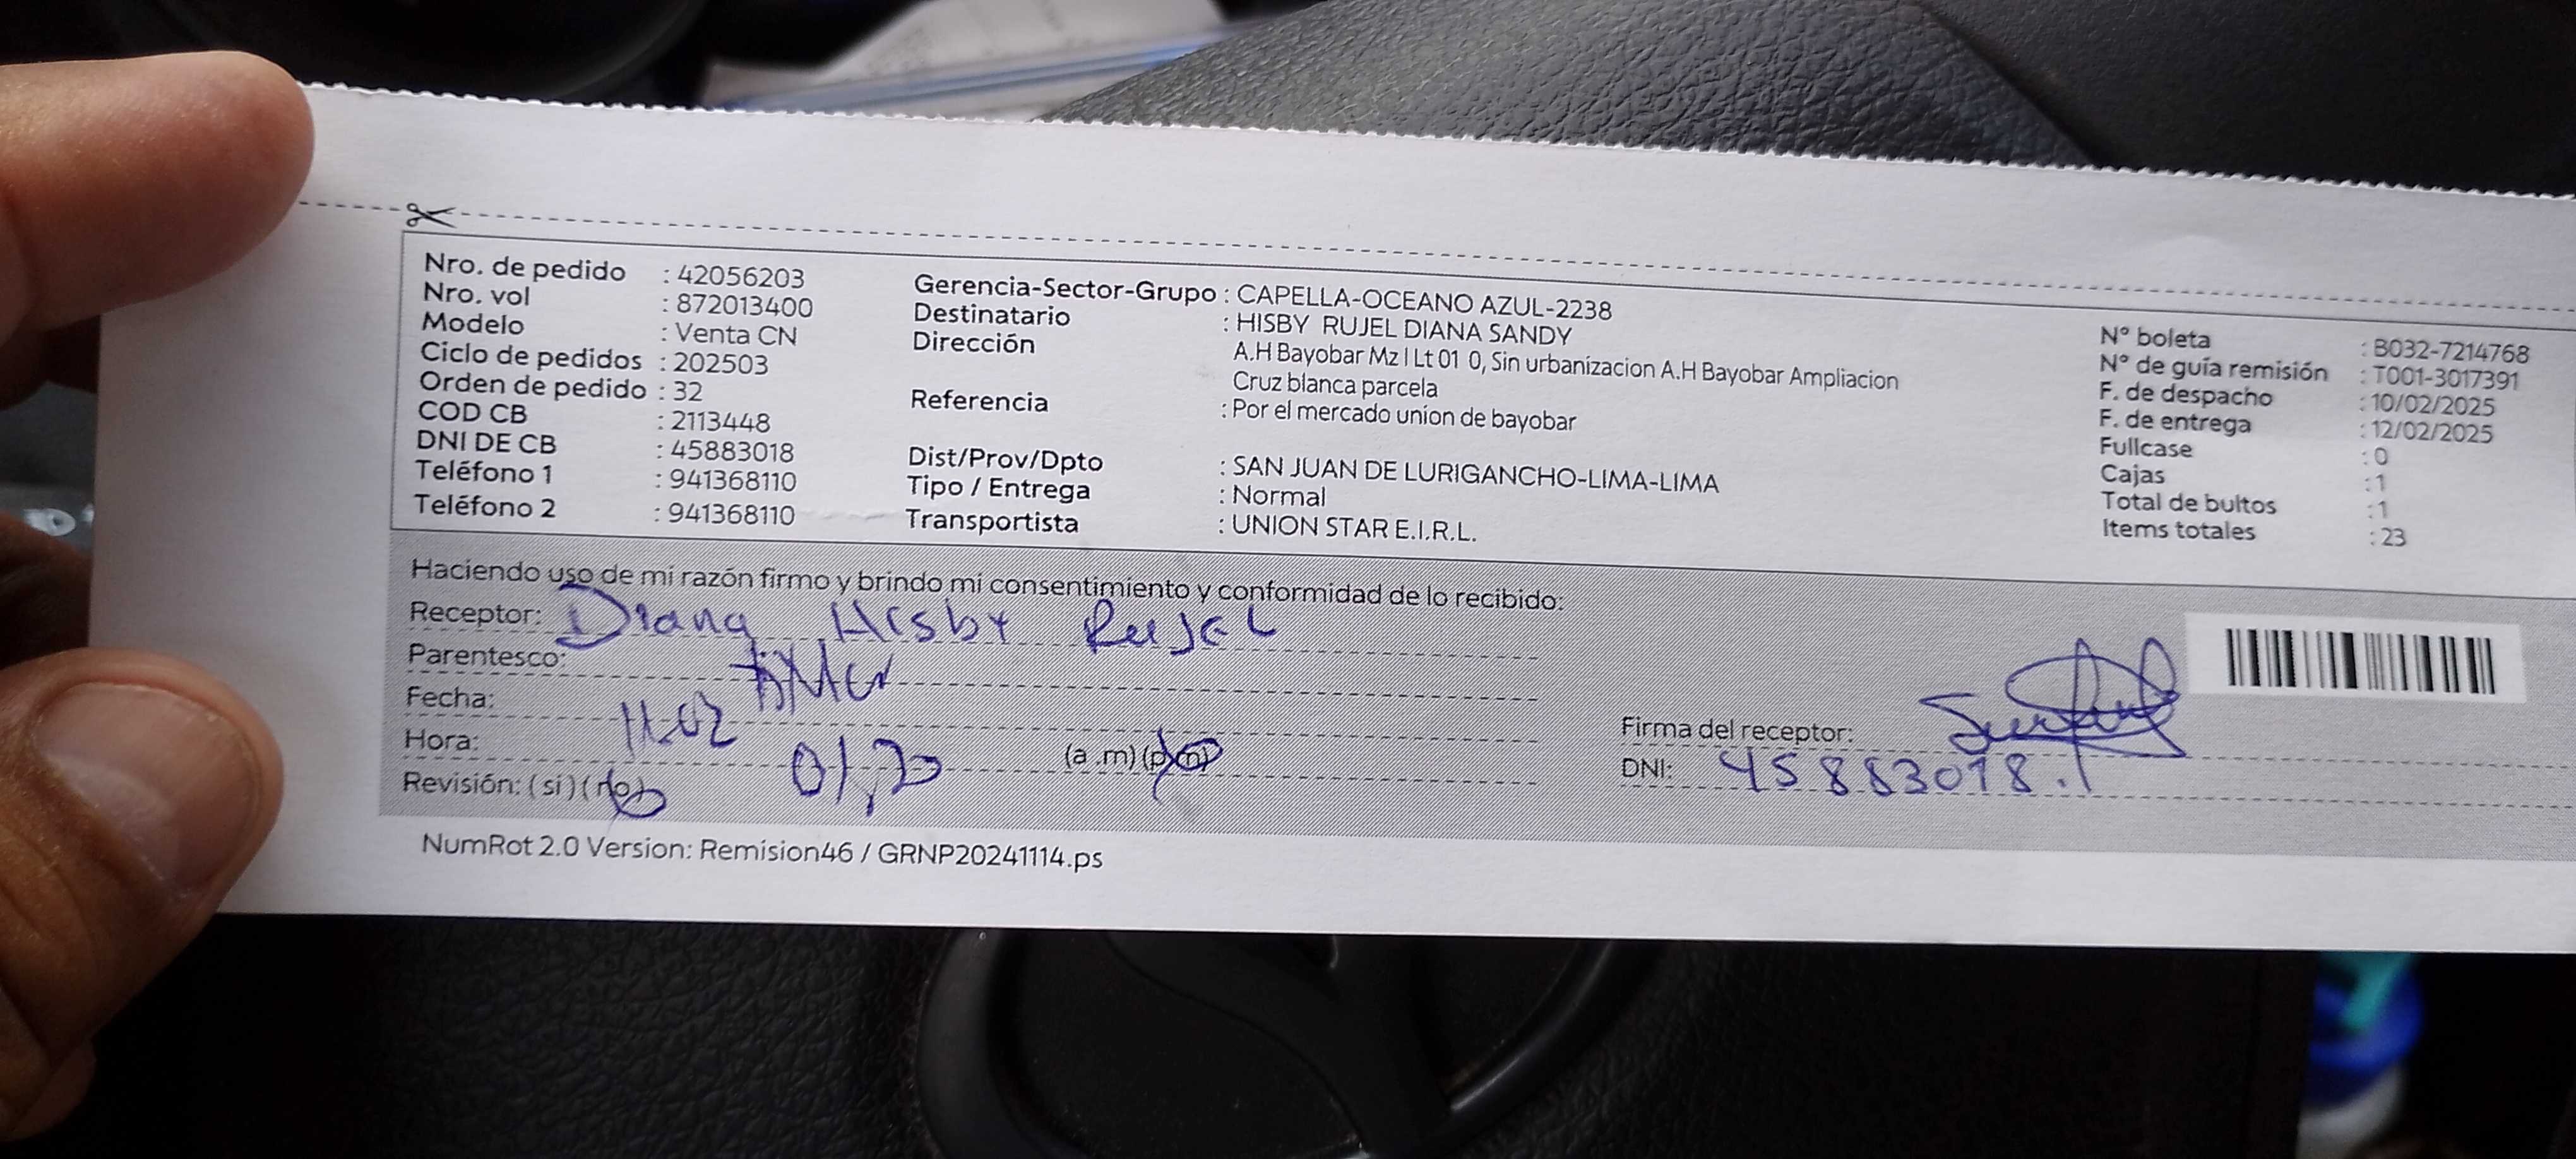 Nro. de pedido : 42056203
Nro. vol : 872013400
Modelo : Venta CN
Ciclo de pedidos : 202503
Orden de pedido : 32
COD CB : 2113448
DNI DE CB : 45883018
Teléfono 1 : 941368110
Teléfono 2 : 941368110
Gerencia-Sector-Grupo : CAPELLA-OCEANO AZUL-2238
Destinatario : HISBY RUJEL DIANA SANDY
Dirección A.H Bayobar Mz I Lt 01 0, Sin urbanizacion A.H Bayobar Ampliacion
Cruz blanca parcela
Referencia : Por el mercado union de bayobar
Dist/Prov/Dpto : SAN JUAN DE LURIGANCHO-LIMA-LIMA
Tipo / Entrega : Normal
Transportista : UNION STAR E.I.R.L.
N° boleta : B032-7214768
N° de guía remisión : T001-3017391
F. de despacho : 10/02/2025
F. de entrega : 12/02/2025
Fullcase : 0
Cajas : 1
Total de bultos : 1
Items totales : 23
Haciendo uso de mi razón firmo y brindo mi consentimiento y conformidad de lo recibido:
Receptor: Diana Hisby Rujel
Parentesco:
Fecha: 11-02
Hora: (a .m) (p.m)
Revisión: (si) (no)
Firma del receptor:
DNI: 45883018.
NumRot 2.0 Version: Remision46 / GRNP20241114.ps